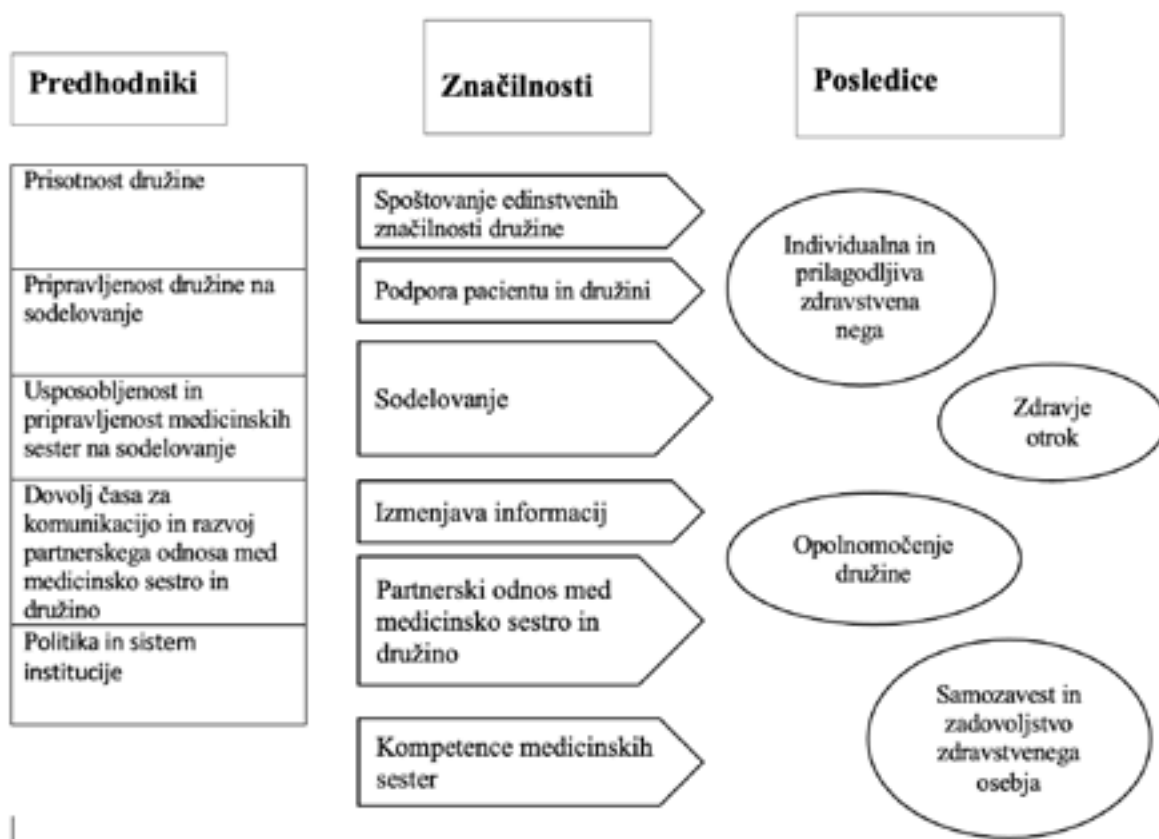 Predhodniki
Značilnosti
Posledice
Prisotnost družine
Pripravljenost družine na
sodelovanje
Usposobljenost in
pripravljenost medicinskih
sester na sodelovanje
Dovolj časa za
komunikacijo in razvoj
partnerskega odnosa med
medicinsko sestro in
družino
Politika in sistem
institucije
Spoštovanje edinstvenih
značilnosti družine
Podpora pacientu in družini
Sodelovanje
Izmenjava informacij
Partnerski odnos med
medicinsko sestro in
družino
Kompetence medicinskih
sester
Individualna in
prilagodljiva
zdravstvena
nega
Zdravje
otrok
Opolnomočenje
družine
Samozavest in
zadovoljstvo
zdravstvenega
osebja